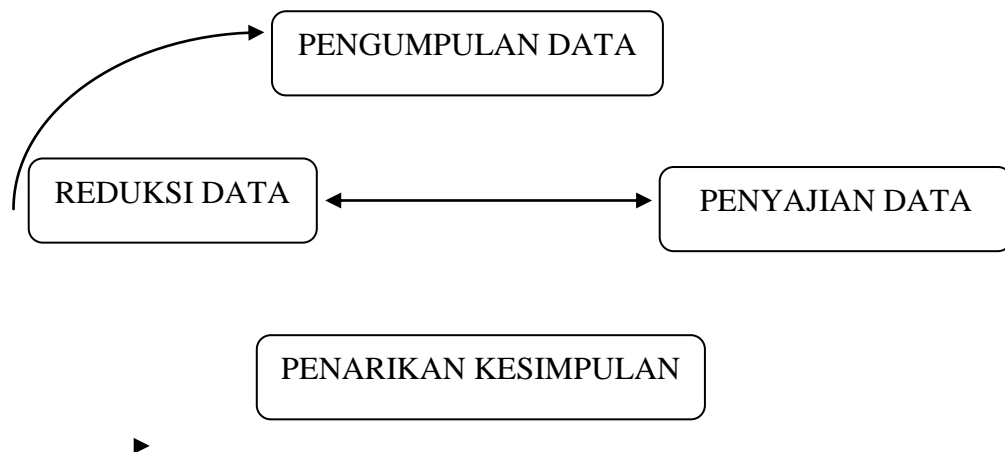 PENGUMPULAN DATA
REDUKSI DATA
PENYAJIAN DATA
PENARIKAN KESIMPULAN